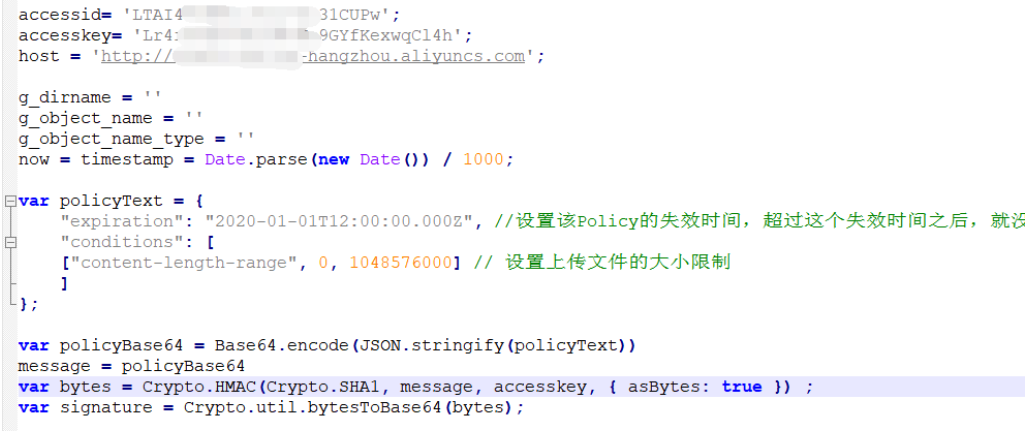 accessid= 'LTAI4 31CUPw';
accesskey= 'Lr4 9GYfKexwqCl4h';
host = 'http:// -hangzhou.aliyuncs.com';
g_dirname = ''
g_object_name = ''
g_object_name_type = ''
now = timestamp = Date.parse(new Date()) / 1000;
var policyText = {
"expiration": "2020-01-01T12:00:00.000Z", //设置该Policy的失效时间，超过这个失效时间之后，就没
"conditions": [
["content-length-range", 0, 1048576000] // 设置上传文件的大小限制
]
};
var policyBase64 = Base64.encode(JSON.stringify(policyText))
message = policyBase64
var bytes = Crypto.HMAC(Crypto.SHA1, message, accesskey, { asBytes: true }) ;
var signature = Crypto.util.bytesToBase64(bytes);